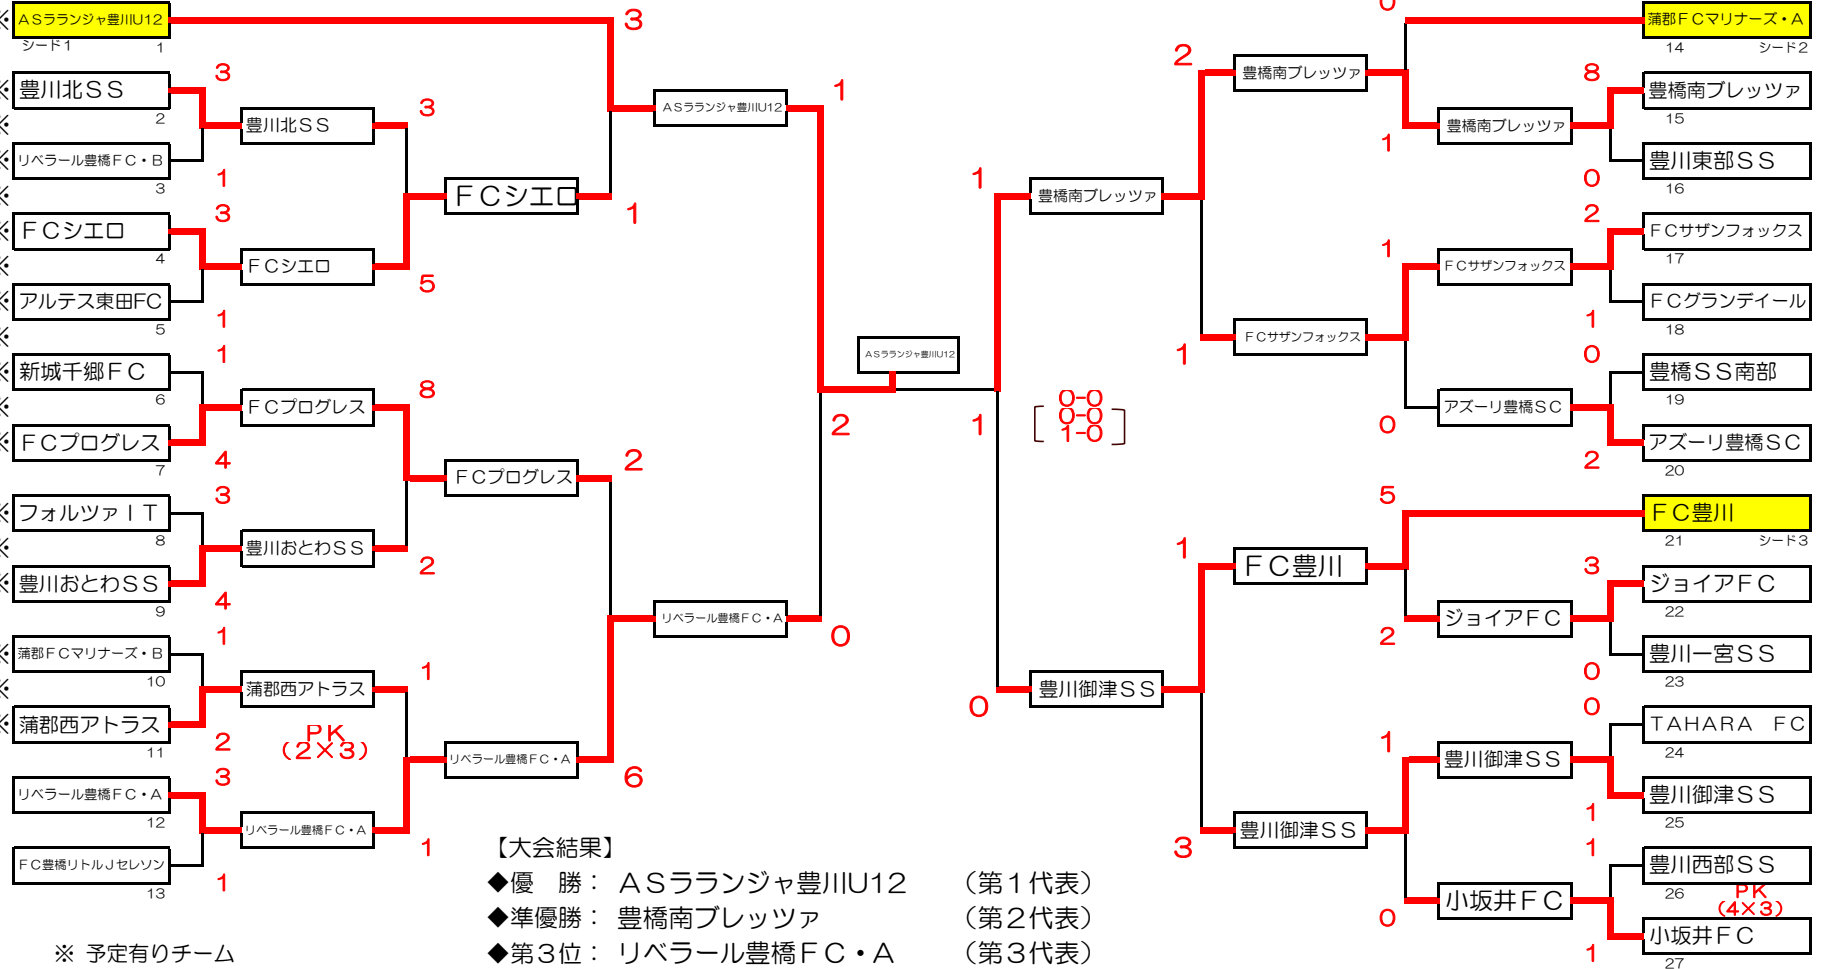 ※ ASラランジャ豊川U12
シード1 1
※ 豊川北SS
2
※
※ リベラール豊橋FC・B
3
※
※ FCシエロ
4
※
※ アルテス東田FC
5
※
※ 新城千郷FC
6
※
※ FCプログレス
7
※ フォルツァIT
8
※
※ 豊川おとわSS
9
※ 蒲郡FCマリナーズ・B
10
※
※ 蒲郡西アトラス
11
リベラール豊橋FC・A
12
FC豊橋リトルJセレソン
13
※ 予定有りチーム
3
1
3
1
1
4
3
4
1
2
3
1
豊川北SS
FCシエロ
FCプログレス
豊川おとわSS
蒲郡西アトラス
PK
(2×3)
リベラール豊橋FC・A
3
5
8
2
1
1
FCシエロ
FCプログレス
リベラール豊橋FC・A
3
1
2
6
ASラランジャ豊川U12
リベラール豊橋FC・A
1
2
0
ASラランジャ豊川U12
1
1
0
0-0
0-0
1-0
豊橋南プレッツァ
豊川御津SS
2
1
1
3
豊橋南プレッツァ
FCサザンフォックス
FC豊川
豊川御津SS
0
1
1
0
5
2
1
0
豊橋南プレッツァ
FCサザンフォックス
アズーリ豊橋SC
ジョイアFC
豊川御津SS
小坂井FC
8
0
2
1
0
2
3
0
0
1
1
1
蒲郡FCマリナーズ・A
14 シード2
豊橋南プレッツァ
15
豊川東部SS
16
FCサザンフォックス
17
FCグランデイール
18
豊橋SS南部
19
アズーリ豊橋SC
20
FC豊川
21 シード3
ジョイアFC
22
豊川一宮SS
23
TAHARA FC
24
豊川御津SS
25
豊川西部SS
26 PK
(4×3)
小坂井FC
27
【大会結果】
◆優 勝: ASラランジャ豊川U12 (第1代表)
◆準優勝: 豊橋南ブレッツァ (第2代表)
◆第3位: リベラール豊橋FC・A (第3代表)